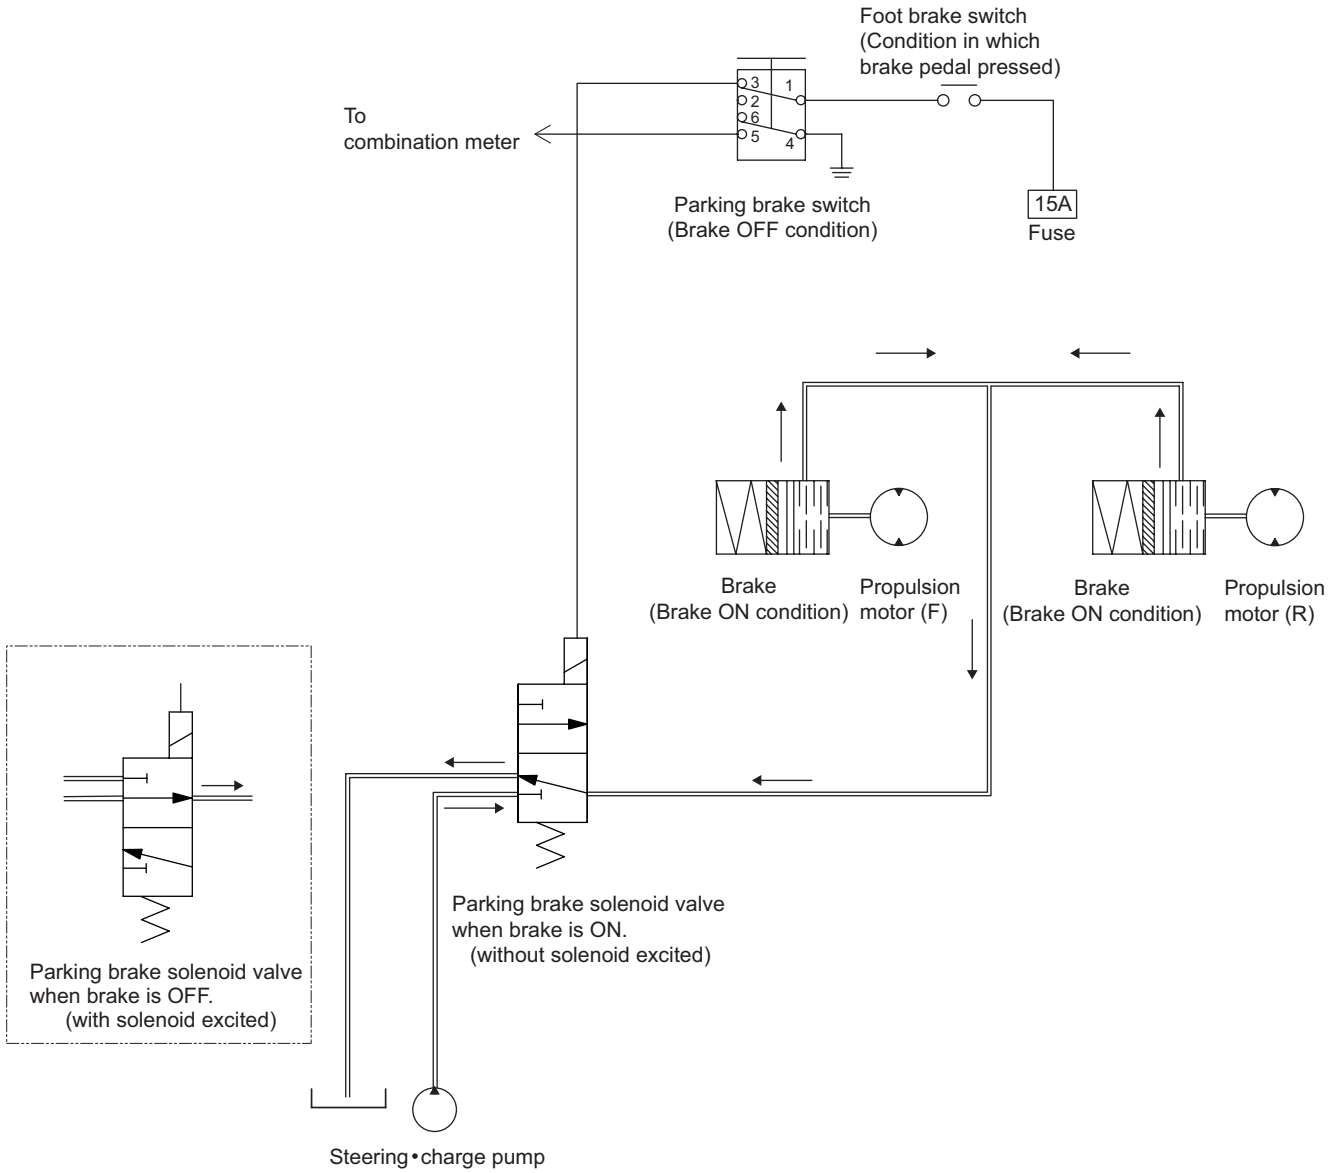 Foot brake switch
(Condition in which
brake pedal pressed)
To
combination meter
3
1
2
6
5
4
Parking brake switch
(Brake OFF condition)
15A
Fuse
Brake
(Brake ON condition)
Propulsion
motor (F)
Brake
(Brake ON condition)
Propulsion
motor (R)
Parking brake solenoid valve
when brake is ON.
(without solenoid excited)
Parking brake solenoid valve
when brake is OFF.
(with solenoid excited)
Steering•charge pump